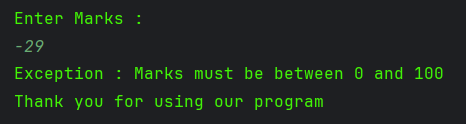 Enter Marks :
-29
Exception : Marks must be between 0 and 100
Thank you for using our program